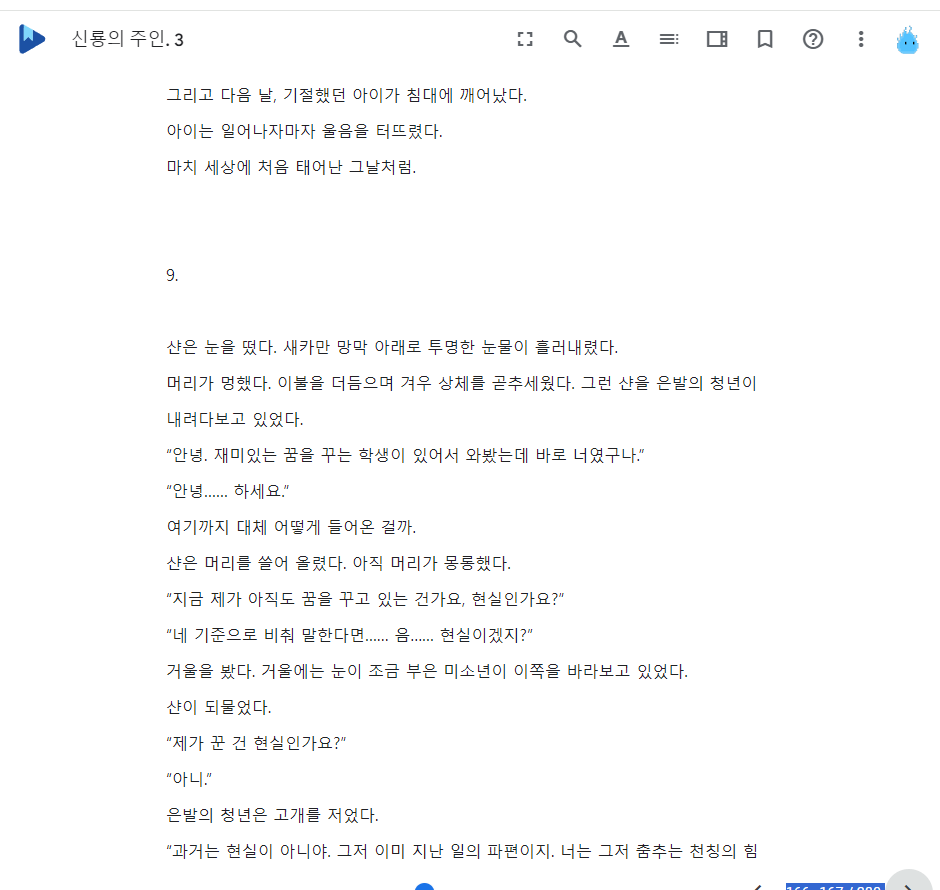 신룡의 주인. 3
그리고 다음 날, 기절했던 아이가 침대에 깨어났다.
아이는 일어나자마자 울음을 터뜨렸다.
마치 세상에 처음 태어난 그날처럼.
9.
샨은 눈을 떴다. 새카만 망막 아래로 투명한 눈물이 흘러내렸다.
머리가 멍했다. 이불을 더듬으며 겨우 상체를 곧추세웠다. 그런 샨을 은발의 청년이
내려다보고 있었다.
“안녕. 재미있는 꿈을 꾸는 학생이 있어서 와봤는데 바로 너였구나.”
“안녕…… 하세요.”
여기까지 대체 어떻게 들어온 걸까.
샨은 머리를 쓸어 올렸다. 아직 머리가 몽롱했다.
“지금 제가 아직도 꿈을 꾸고 있는 건가요, 현실인가요?”
“네 기준으로 비춰 말한다면…… 음…… 현실이겠지?”
거울을 봤다. 거울에는 눈이 조금 부은 미소년이 이쪽을 바라보고 있었다.
샨이 되물었다.
“제가 꾼 건 현실인가요?”
“아니.”
은발의 청년은 고개를 저었다.
“과거는 현실이 아니야. 그저 이미 지난 일의 파편이지. 너는 그저 춤추는 천칭의 힘